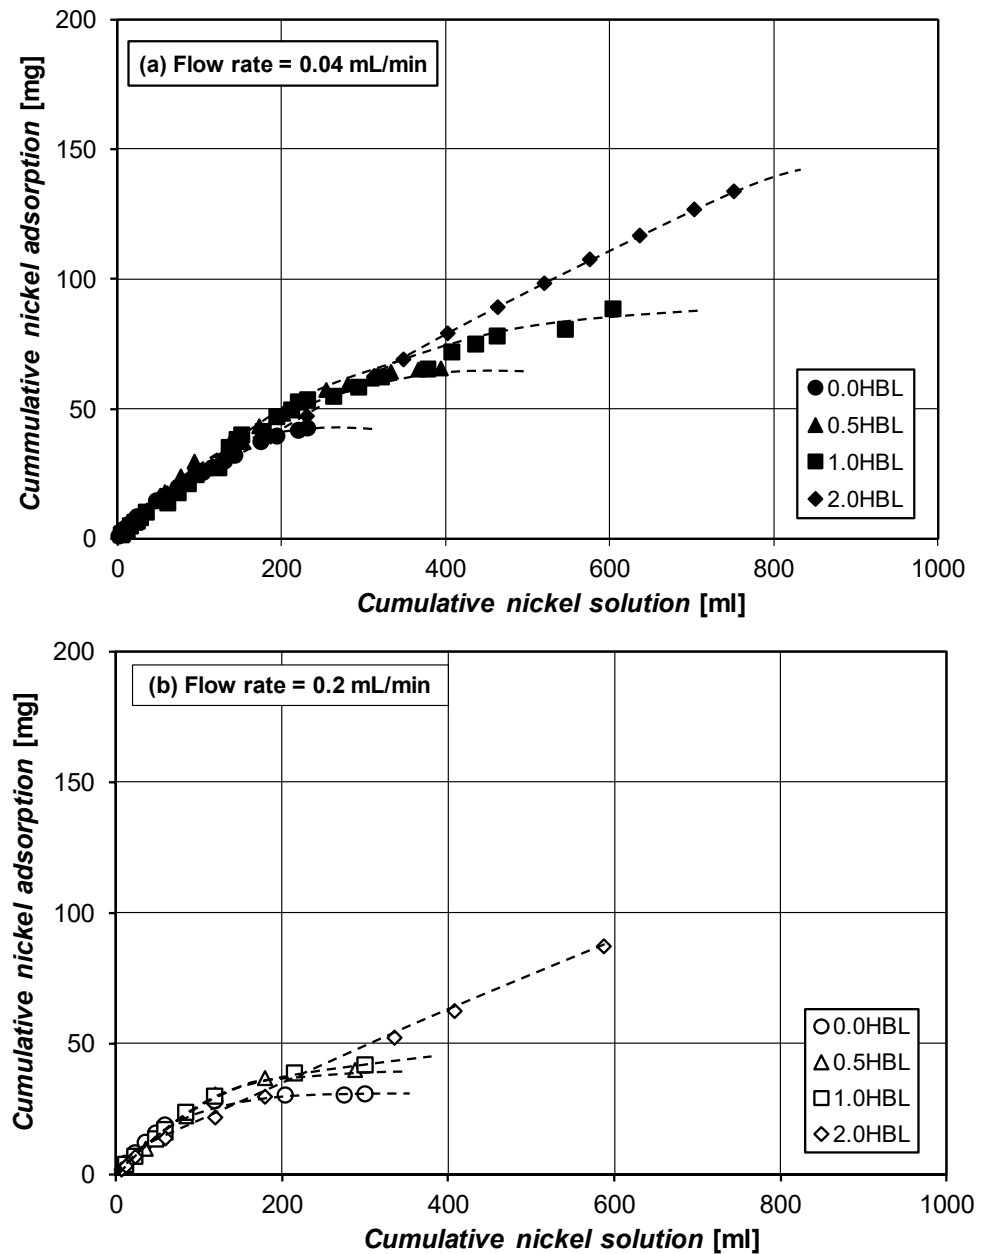 (a) Flow rate = 0.04 mL/min
Cummulative nickel adsorption [mg]
200
150
100
50
0
0 200 400 600 800 1000
Cumulative nickel solution [ml]
0.0HBL
0.5HBL
1.0HBL
2.0HBL
(b) Flow rate = 0.2 mL/min
Cumulative nickel adsorption [mg]
200
150
100
50
0
0 200 400 600 800 1000
Cumulative nickel solution [ml]
0.0HBL
0.5HBL
1.0HBL
2.0HBL